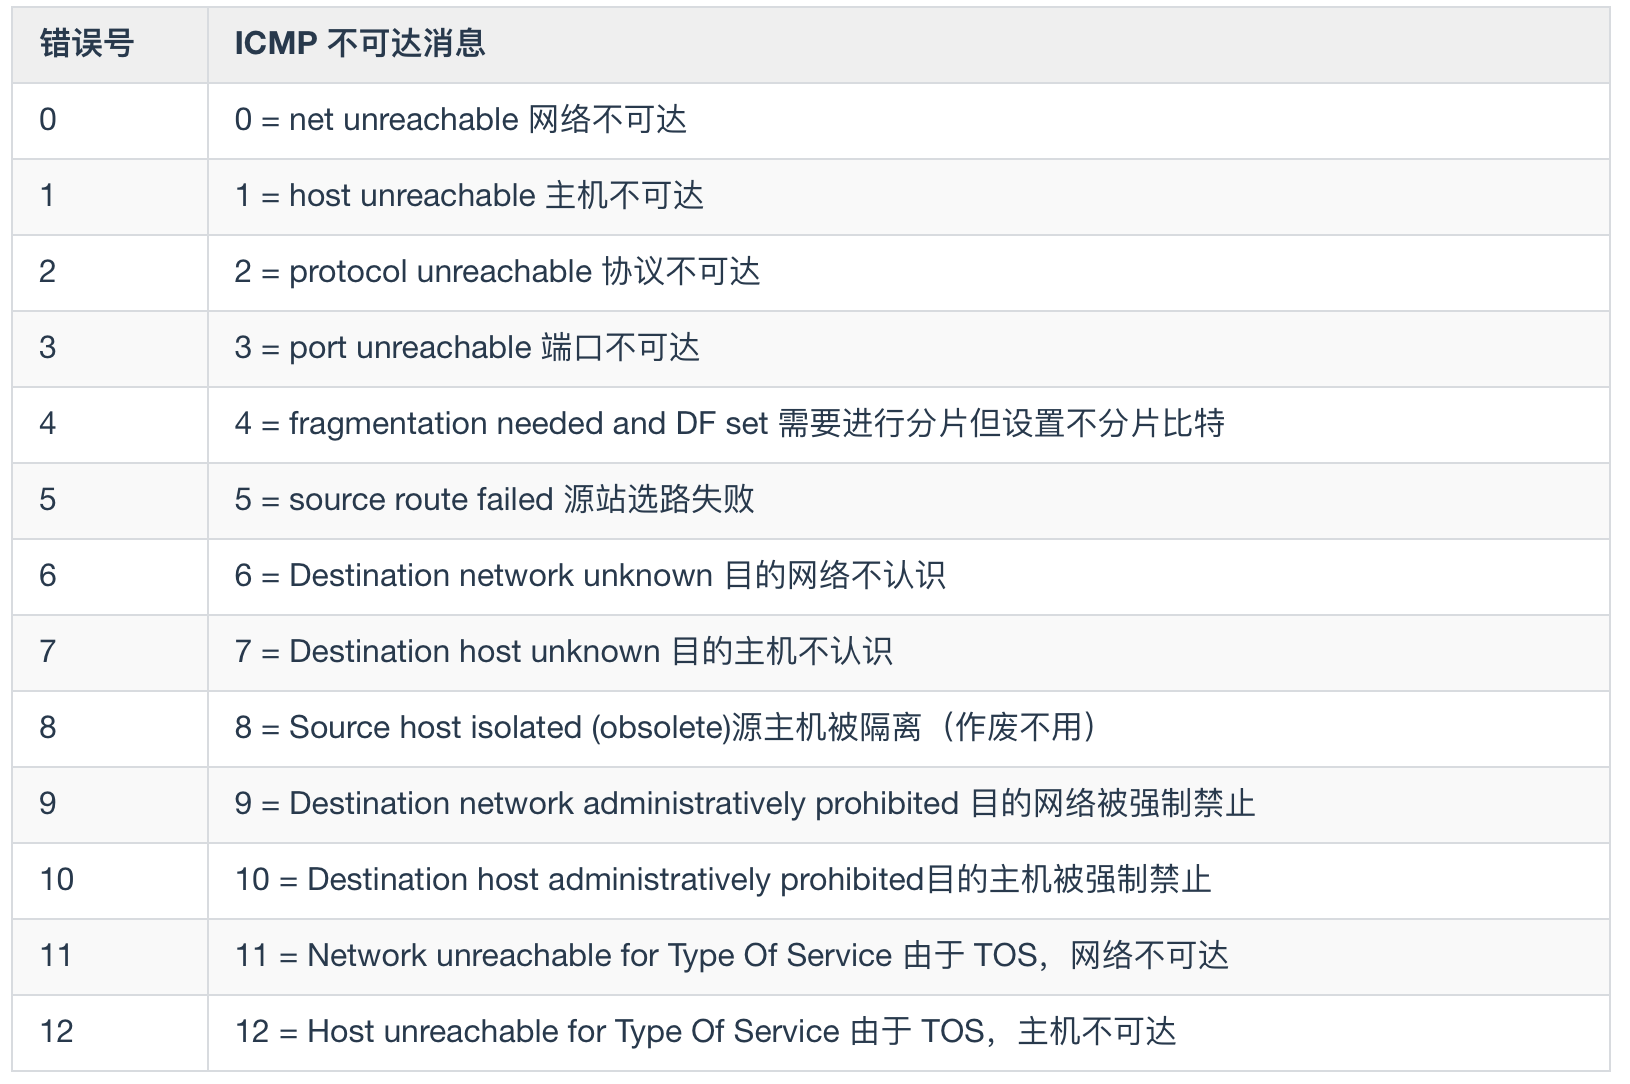 错误号 ICMP 不可达消息
0 0 = net unreachable 网络不可达
1 1 = host unreachable 主机不可达
2 2 = protocol unreachable 协议不可达
3 3 = port unreachable 端口不可达
4 4 = fragmentation needed and DF set 需要进行分片但设置不分片比特
5 5 = source route failed 源站选路失败
6 6 = Destination network unknown 目的网络不认识
7 7 = Destination host unknown 目的主机不认识
8 8 = Source host isolated (obsolete)源主机被隔离（作废不用）
9 9 = Destination network administratively prohibited 目的网络被强制禁止
10 10 = Destination host administratively prohibited目的主机被强制禁止
11 11 = Network unreachable for Type Of Service 由于 TOS，网络不可达
12 12 = Host unreachable for Type Of Service 由于 TOS，主机不可达